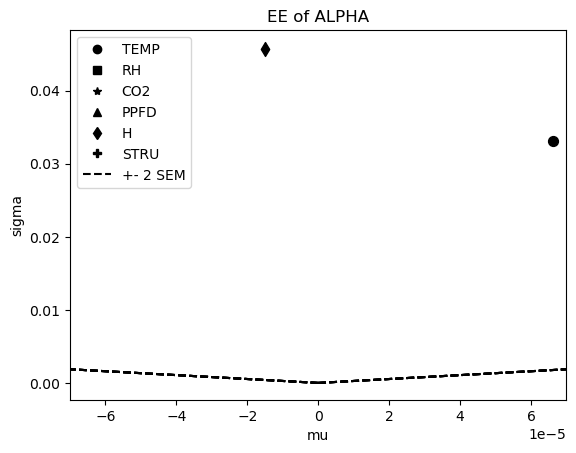 EE of ALPHA
TEMP
RH
CO2
PPFD
H
STRU
+- 2 SEM
sigma
0.04
0.03
0.02
0.01
0.00
−6
−4
−2
0
2
4
6
1e−5
mu